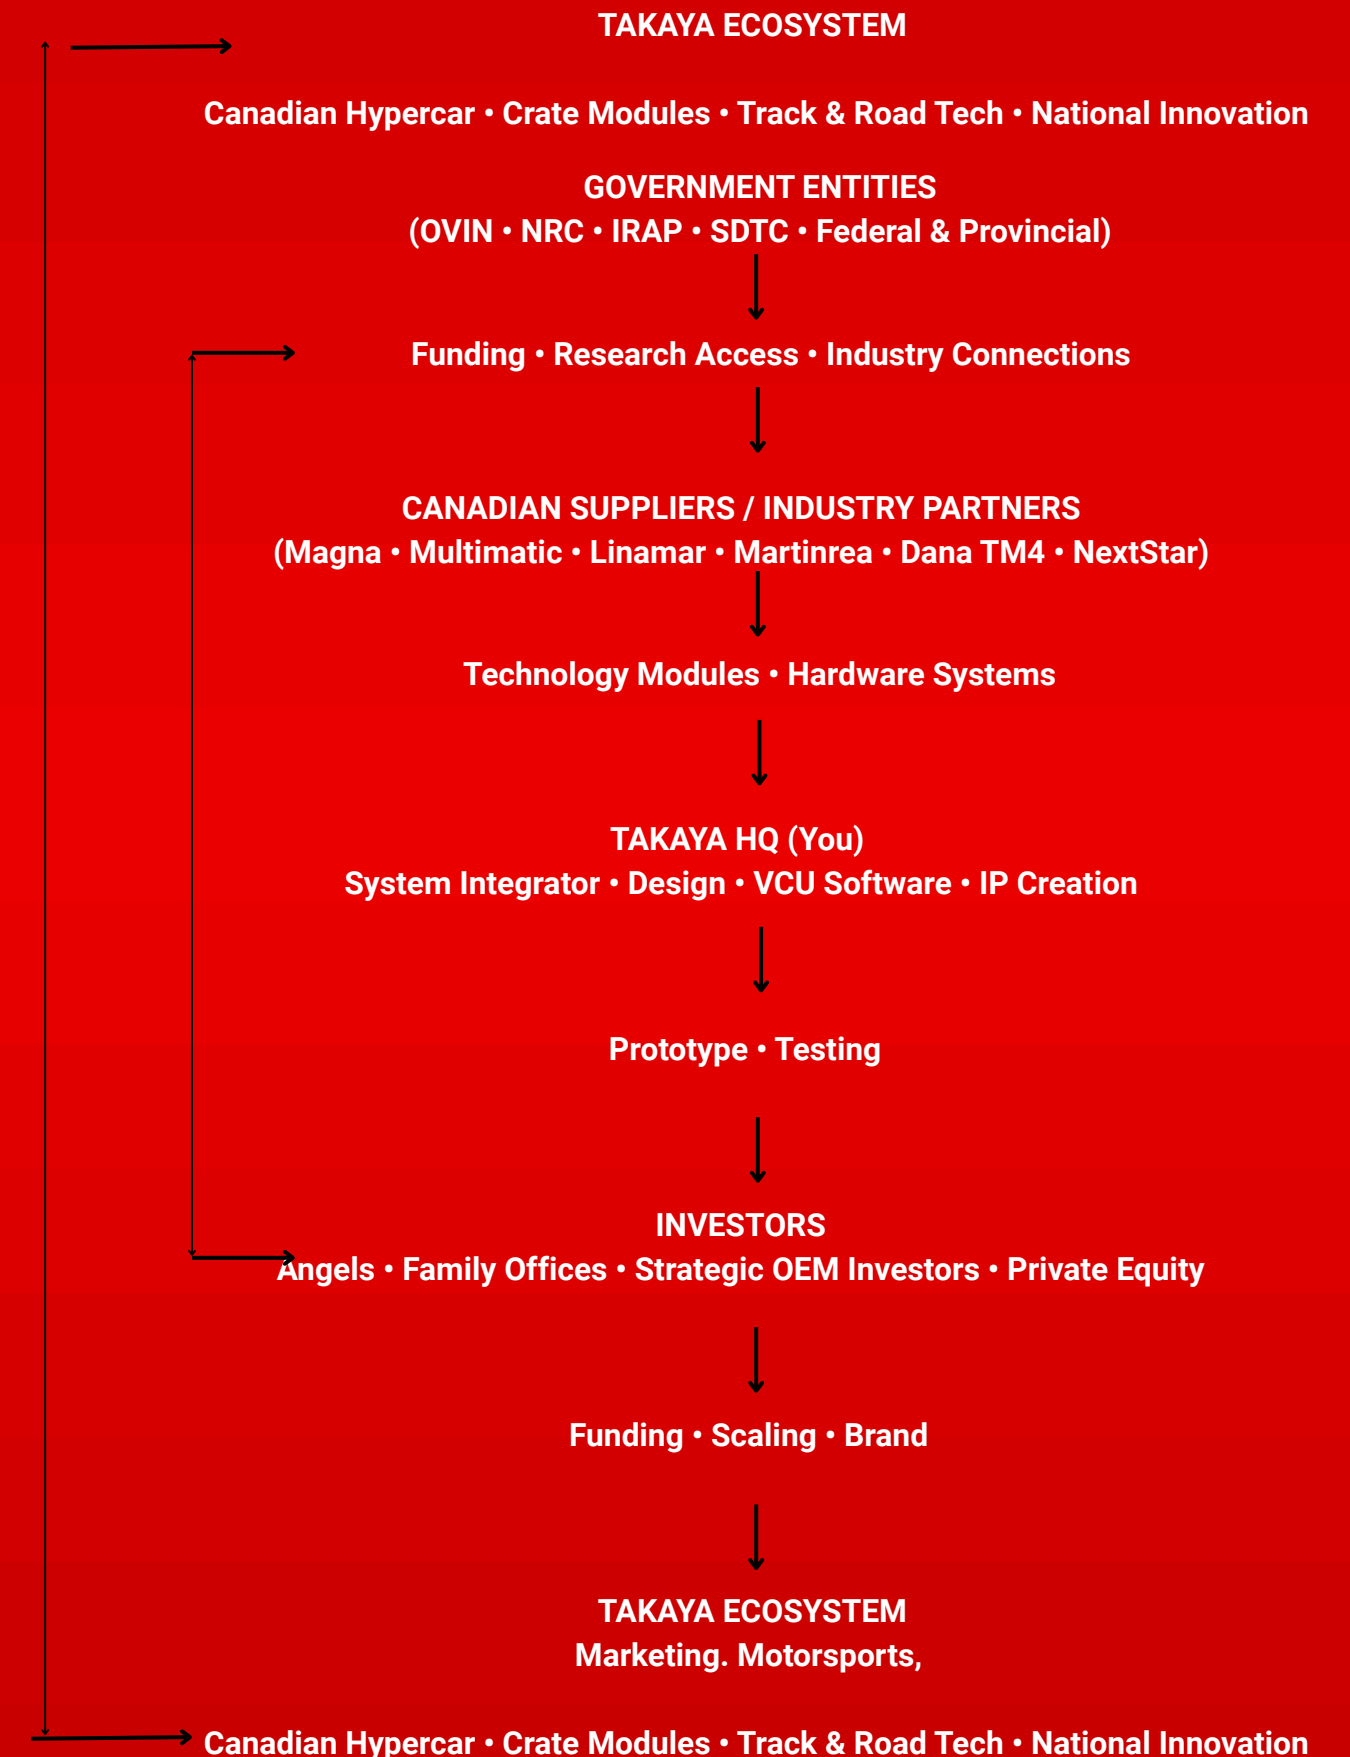 TAKAYA ECOSYSTEM
Canadian Hypercar • Crate Modules • Track & Road Tech • National Innovation
GOVERNMENT ENTITIES
(OVIN • NRC • IRAP • SDTC • Federal & Provincial)
Funding • Research Access • Industry Connections
CANADIAN SUPPLIERS / INDUSTRY PARTNERS
(Magna • Multimatic • Linamar • Martinrea • Dana TM4 • NextStar)
Technology Modules • Hardware Systems
TAKAYA HQ (You)
System Integrator • Design • VCU Software • IP Creation
Prototype • Testing
INVESTORS
Angels • Family Offices • Strategic OEM Investors • Private Equity
Funding • Scaling • Brand
TAKAYA ECOSYSTEM
Marketing. Motorsports,
Canadian Hypercar • Crate Modules • Track & Road Tech • National Innovation